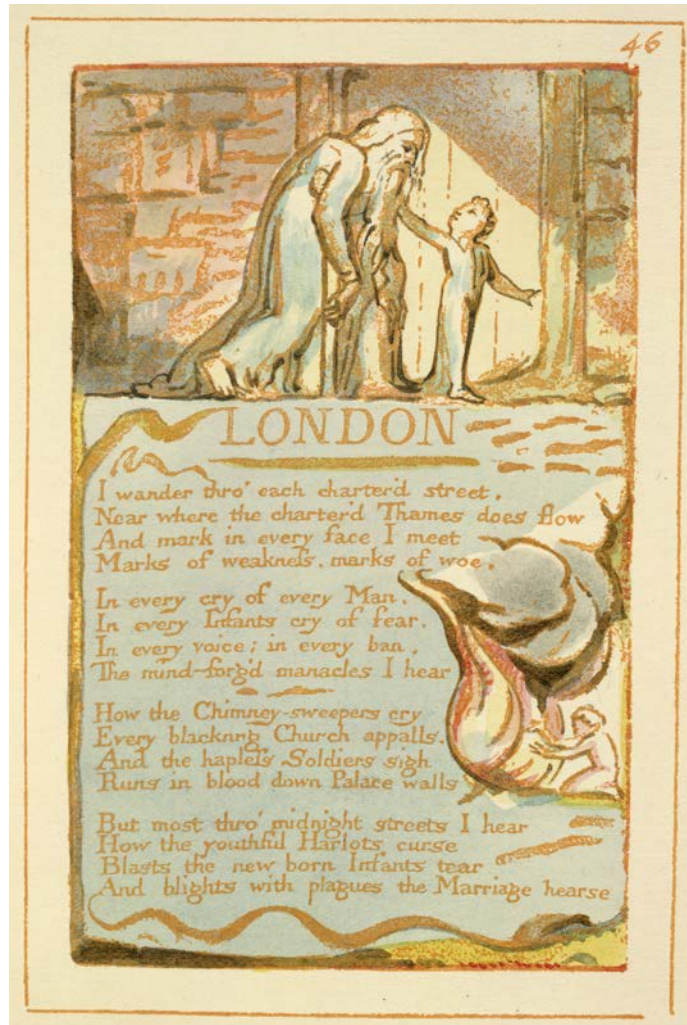 46
LONDON
I wander thro' each charter'd street,
Near where the charter'd Thames does flow
And mark in every face I meet
Marks of weakness, marks of woe.
In every cry of every Man,
In every Infants cry of fear,
In every voice; in every ban,
The mind-forg'd manacles I hear
How the Chimney-sweepers cry
Every blackning Church appalls,
And the hapless Soldiers sigh
Runs in blood down Palace walls
But most thro' midnight streets I hear
How the youthful Harlots curse
Blasts the new born Infants tear
And blights with plagues the Marriage hearse